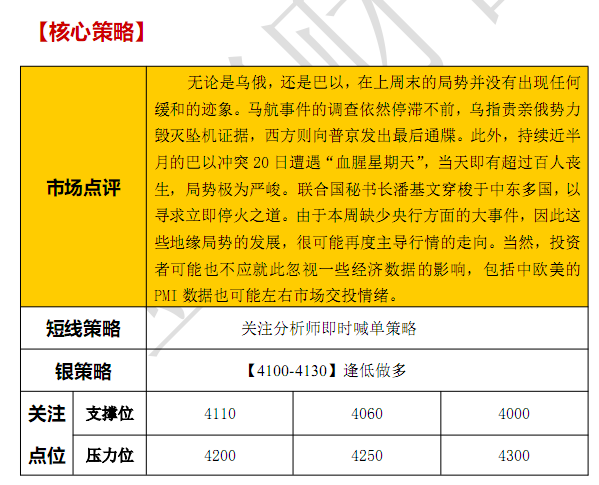 【核心策略】
无论是乌俄，还是巴以，在上周末的局势并没有出现任何
缓和的迹象。马航事件的调查依然停滞不前，乌指责亲俄势力
毁灭坠机证据，西方则向普京发出最后通牒。此外，持续近半
月的巴以冲突 20 日遭遇“血腥星期天”，当天即有超过百人丧
生，局势极为严峻。联合国秘书长潘基文穿梭于中东多国，以
寻求立即停火之道。由于本周缺少央行方面的大事件，因此这
些地缘局势的发展，很可能再度主导行情的走向。当然，投资
者可能也不应就此忽视一些经济数据的影响，包括中欧美的
PMI 数据也可能左右市场交投情绪。
市场点评
短线策略 关注分析师即时喊单策略
银策略 【4100-4130】逢低做多
关注 支撑位 4110 4060 4000
点位 压力位 4200 4250 4300